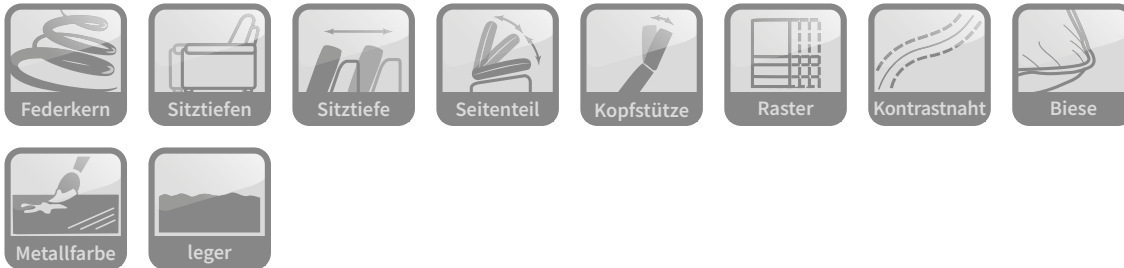 Federkern
Sitztiefen
Sitztiefe
Seitenteil
Kopfstütze
Raster
Kontrastnaht
Biese
Metallfarbe
leger